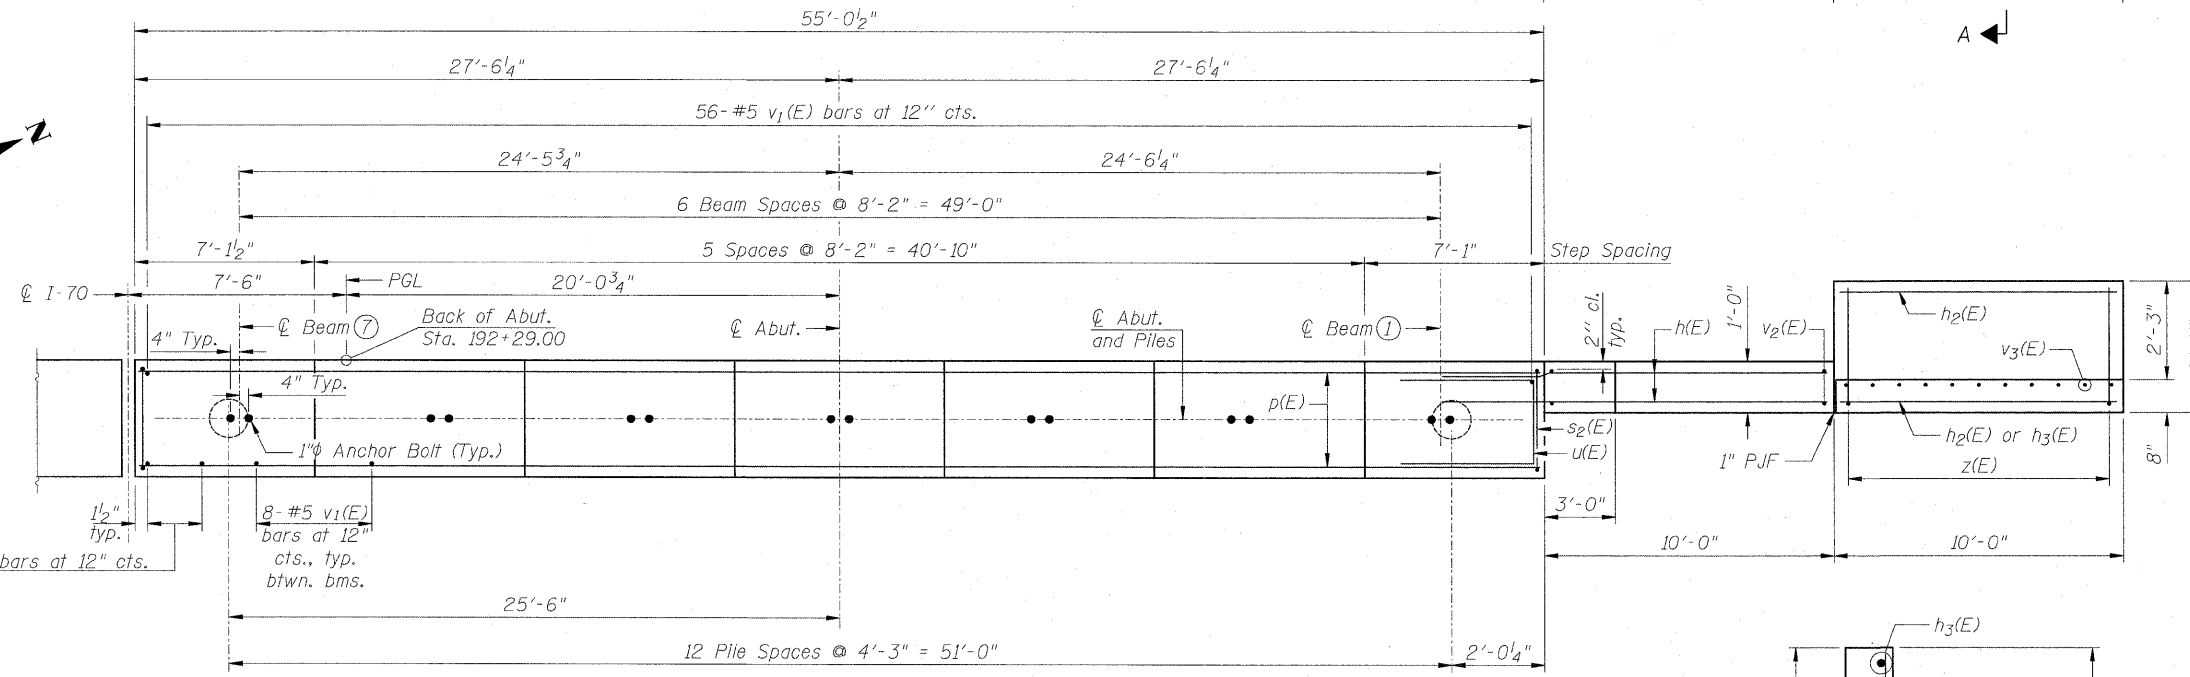 55'-0½"
A
27'-6¼"
27'-6¼"
56-#5 v1(E) bars at 12" cts.
N
24'-5¾"
24'-6¼"
6 Beam Spaces @ 8'-2" = 49'-0"
7'-1½"
5 Spaces @ 8'-2" = 40'-10"
7'-1"
Step Spacing
℄ I-70
7'-6"
PGL
20'-0¾"
4" Typ.
℄ Beam 7
Back of Abut.
Sta. 192+29.00
℄ Abut.
℄ Abut.
and Piles
℄ Beam 1
2" cl.
typ.
h(E)
1'-0"
v2(E)
h2(E)
2'-3"
v3(E)
4" Typ.
p(E)
1"φ Anchor Bolt (Typ.)
s2(E)
u(E)
1" PJF
h2(E) or h3(E)
z(E)
8"
1½"
typ.
bars at 12" cts.
8-#5 v1(E)
bars at 12"
cts., typ.
btwn. bms.
3'-0"
10'-0"
10'-0"
25'-6"
12 Pile Spaces @ 4'-3" = 51'-0"
2'-0¼"
h3(E)